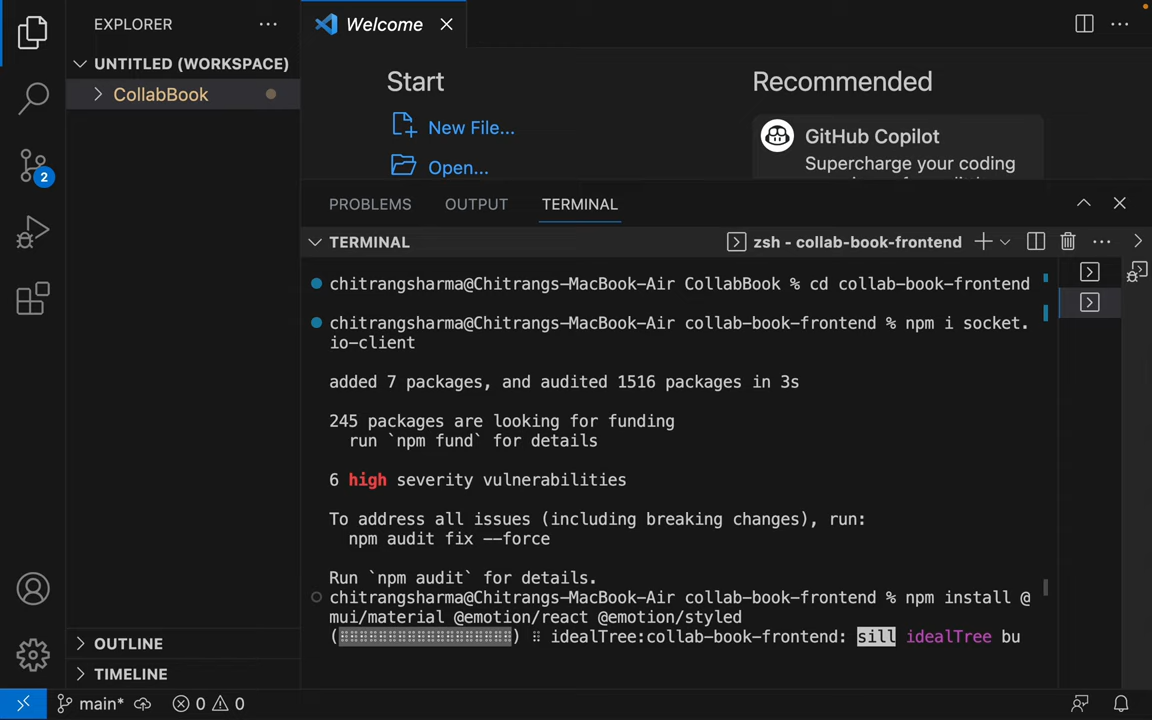 EXPLORER
Welcome
UNTITLED (WORKSPACE)
CollabBook
Start
Recommended
New File...
GitHub Copilot
Supercharge your coding
Open...
2
PROBLEMS
OUTPUT
TERMINAL
TERMINAL
zsh - collab-book-frontend
chitrangsharma@Chitrangs-MacBook-Air CollabBook % cd collab-book-frontend
chitrangsharma@Chitrangs-MacBook-Air collab-book-frontend % npm i socket.
io-client
added 7 packages, and audited 1516 packages in 3s
245 packages are looking for funding
run `npm fund` for details
6 high severity vulnerabilities
To address all issues (including breaking changes), run:
npm audit fix --force
Run `npm audit` for details.
chitrangsharma@Chitrangs-MacBook-Air collab-book-frontend % npm install @
mui/material @emotion/react @emotion/styled
(⠿⠿⠿⠿⠿⠿⠿⠿⠿⠿⠿⠿⠿⠿⠿⠿⠿⠿) ⠿ idealTree:collab-book-frontend: sill idealTree bu
OUTLINE
TIMELINE
main*
0
0